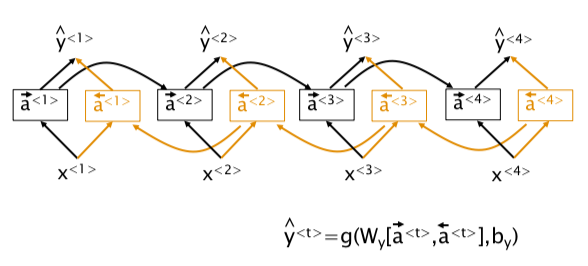 ŷ<1> ŷ<2> ŷ<3> ŷ<4>
a⃗<1> a⃖<1> a⃗<2> a⃖<2> a⃗<3> a⃖<3> a⃗<4> a⃖<4>
x<1> x<2> x<3> x<4>
ŷ<t>=g(Wy[a⃗<t>,a⃖<t>],by)